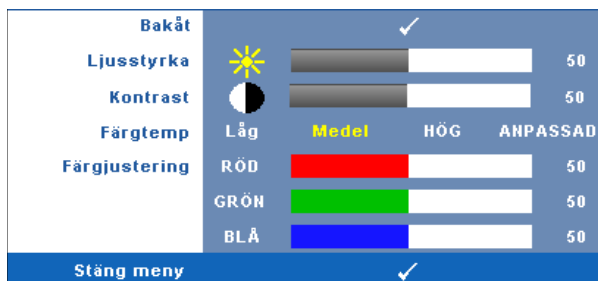 Bakåt
Ljusstyrka 50
Kontrast 50
Färgtemp Låg Medel HÖG ANPASSAD
Färgjustering RÖD 50
GRÖN 50
BLÅ 50
Stäng meny